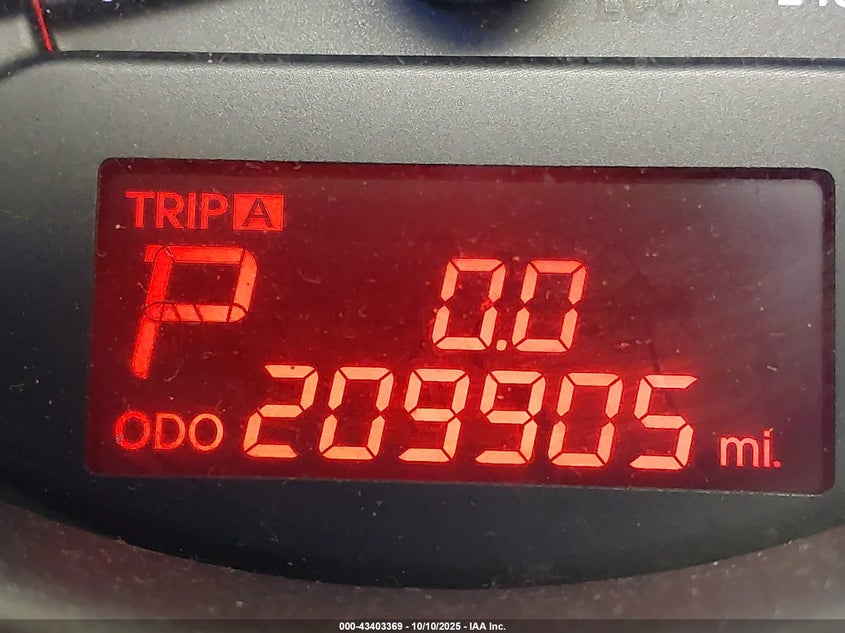 TRIP A
P 0.0
ODO 209905 mi.
000-43403369 - 10/10/2025 - IAA Inc.